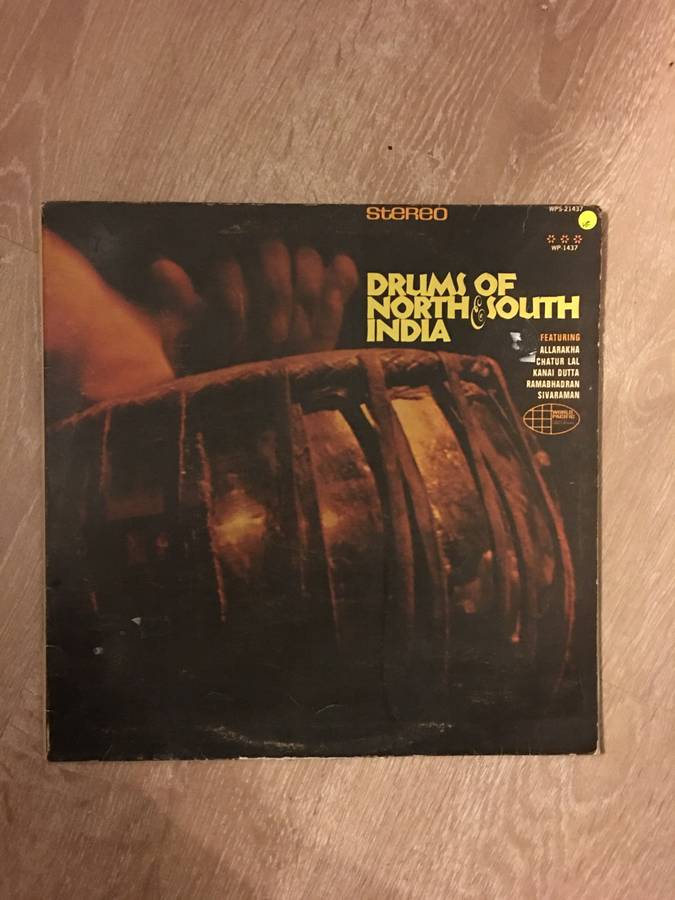 STEREO
WPS-21437
WP-1437
DRUMS OF
NORTH & SOUTH
INDIA
FEATURING
ALLARAKHA
CHATUR LAL
KANAI DUTTA
RAMABHADRAN
SIVARAMAN
WORLD
PACIFIC